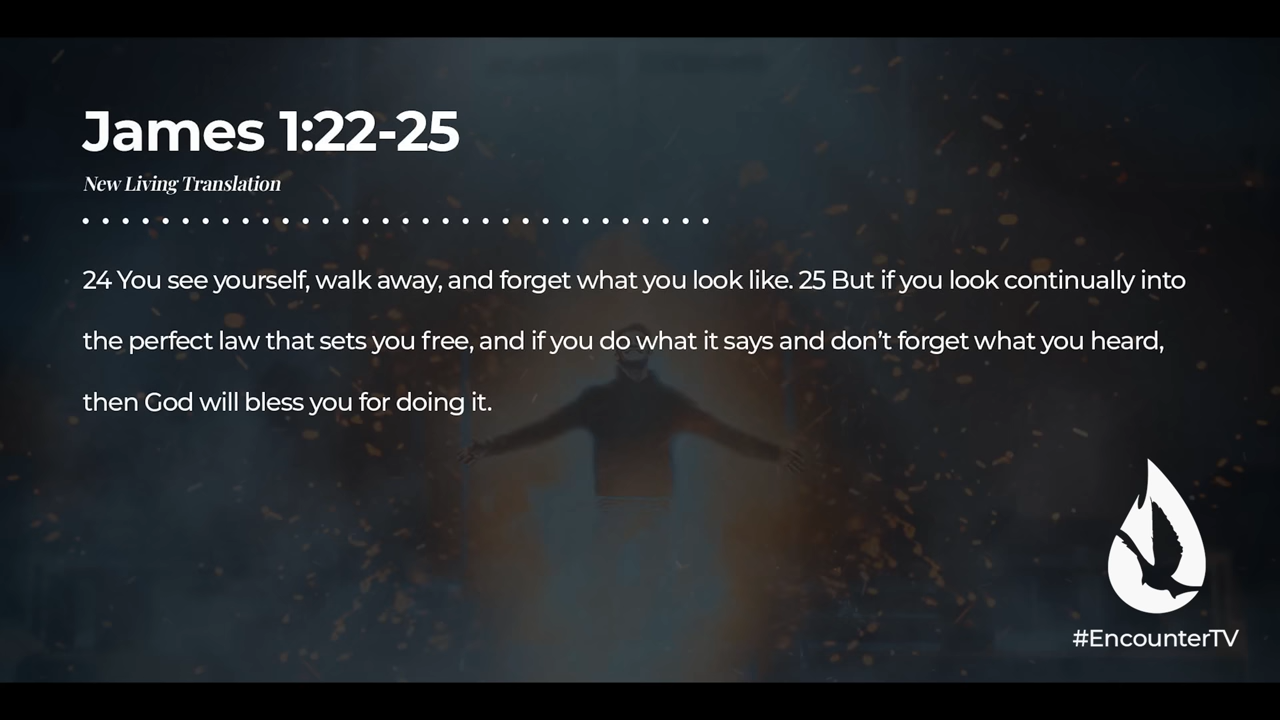 James 1:22-25
New Living Translation
24 You see yourself, walk away, and forget what you look like. 25 But if you look continually into
the perfect law that sets you free, and if you do what it says and don’t forget what you heard,
then God will bless you for doing it.
#EncounterTV